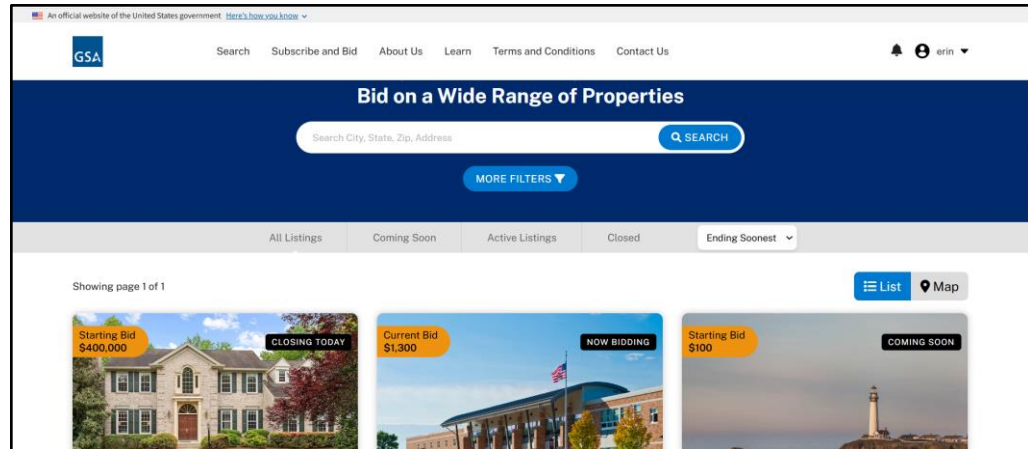 An official website of the United States government Here's how you know
GSA
Search Subscribe and Bid About Us Learn Terms and Conditions Contact Us
erin
Bid on a Wide Range of Properties
Search City, State, Zip, Address
SEARCH
MORE FILTERS
All Listings Coming Soon Active Listings Closed Ending Soonest
Showing page 1 of 1
List Map
Starting Bid
$400,000
CLOSING TODAY
Current Bid
$1,300
NOW BIDDING
Starting Bid
$100
COMING SOON